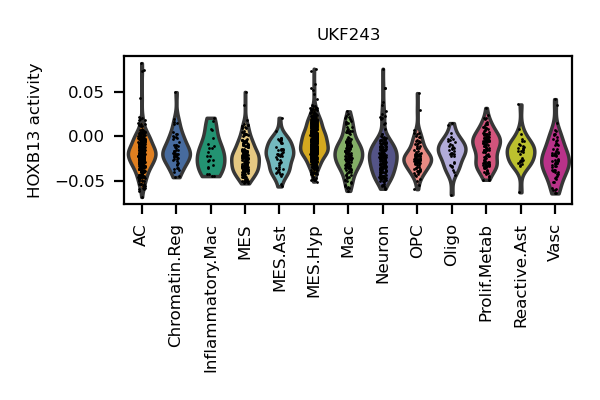 UKF243
HOXB13 activity
0.05
0.00
−0.05
AC
Chromatin.Reg
Inflammatory.Mac
MES
MES.Ast
MES.Hyp
Mac
Neuron
OPC
Oligo
Prolif.Metab
Reactive.Ast
Vasc